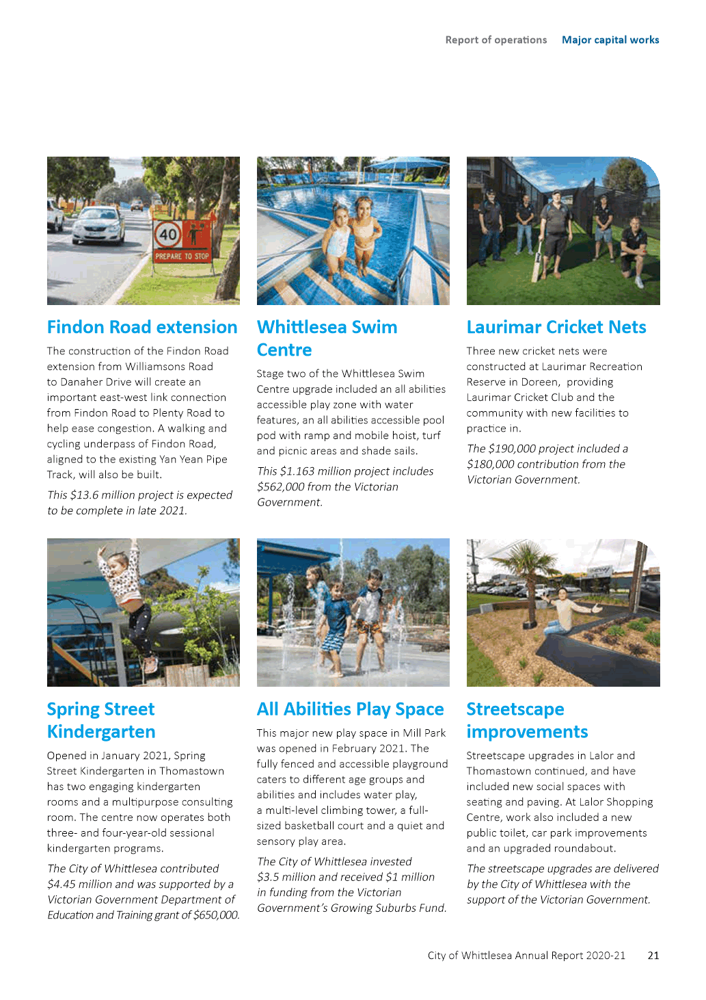 Report of operations Major capital works
40
PREPARE TO STOP
Findon Road extension
The construction of the Findon Road
extension from Williamsons Road
to Danaher Drive will create an
important east-west link connection
from Findon Road to Plenty Road to
help ease congestion. A walking and
cycling underpass of Findon Road,
aligned to the existing Yan Yean Pipe
Track, will also be built.
This $13.6 million project is expected
to be complete in late 2021.
Whittlesea Swim
Centre
Stage two of the Whittlesea Swim
Centre upgrade included an all abilities
accessible play zone with water
features, an all abilities accessible pool
pod with ramp and mobile hoist, turf
and picnic areas and shade sails.
This $1.163 million project includes
$562,000 from the Victorian
Government.
Laurimar Cricket Nets
Three new cricket nets were
constructed at Laurimar Recreation
Reserve in Doreen, providing
Laurimar Cricket Club and the
community with new facilities to
practice in.
The $190,000 project included a
$180,000 contribution from the
Victorian Government.
Spring Street
Kindergarten
Opened in January 2021, Spring
Street Kindergarten in Thomastown
has two engaging kindergarten
rooms and a multipurpose consulting
room. The centre now operates both
three- and four-year-old sessional
kindergarten programs.
The City of Whittlesea contributed
$4.45 million and was supported by a
Victorian Government Department of
Education and Training grant of $650,000.
All Abilities Play Space
This major new play space in Mill Park
was opened in February 2021. The
fully fenced and accessible playground
caters to different age groups and
abilities and includes water play,
a multi-level climbing tower, a full-
sized basketball court and a quiet and
sensory play area.
The City of Whittlesea invested
$3.5 million and received $1 million
in funding from the Victorian
Government's Growing Suburbs Fund.
Streetscape
improvements
Streetscape upgrades in Lalor and
Thomastown continued, and have
included new social spaces with
seating and paving. At Lalor Shopping
Centre, work also included a new
public toilet, car park improvements
and an upgraded roundabout.
The streetscape upgrades are delivered
by the City of Whittlesea with the
support of the Victorian Government.
City of Whittlesea Annual Report 2020-21 21